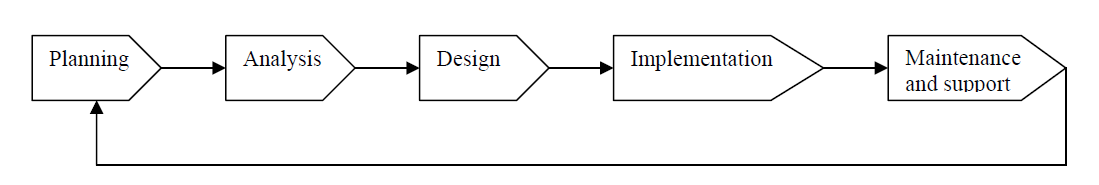 Planning
Analysis
Design
Implementation
Maintenance
and support